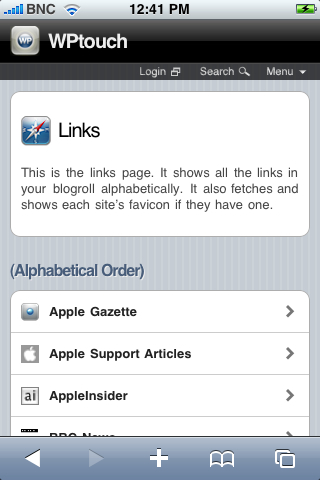 BNC 12:41 PM
WPtouch
Login Search Menu
Links
This is the links page. It shows all the links in
your blogroll alphabetically. It also fetches and
shows each site's favicon if they have one.
(Alphabetical Order)
Apple Gazette
Apple Support Articles
ai AppleInsider
BBC News